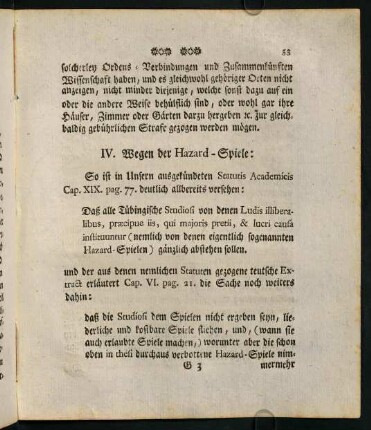 53
solcherley Ordens-Verbindungen und Zusammenkünften
Wissenschaft haben, und es gleichwohl gehöriger Orten nicht
anzeigen, nicht minder diejenige, welche sonst dazu auf ein
oder die andere Weise behülflich sind, oder wohl gar ihre
Häuser, Zimmer oder Gärten darzu hergeben ꝛc. zur gleich-
baldig gebührlichen Strafe gezogen werden mögen.
IV. Wegen der Hazard-Spiele:
So ist in Unsern ausgekündeten Statutis Academicis
Cap. XIX. pag. 77. deutlich allbereits versehen:
Daß alle Tübingische Studiosi von denen Ludis illibera-
libus, præcipue iis, qui majoris pretii, & lucri causa
instituuntur (nemlich von denen eigentlich sogenannten
Hazard-Spielen) gänzlich abstehen sollen.
und der aus denen nemlichen Statuten gezogene teutsche Ex-
tract erläutert Cap. VI. pag. 21. die Sache noch weiters
dahin:
daß die Studiosi dem Spielen nicht ergeben seyn, lie-
derliche und kostbare Spiele fliehen, und, (wann sie
auch erlaubte Spiele machen,) worunter aber die schon
oben in thesi durchaus verbottene Hazard-Spiele nim-
G 3 mermehr